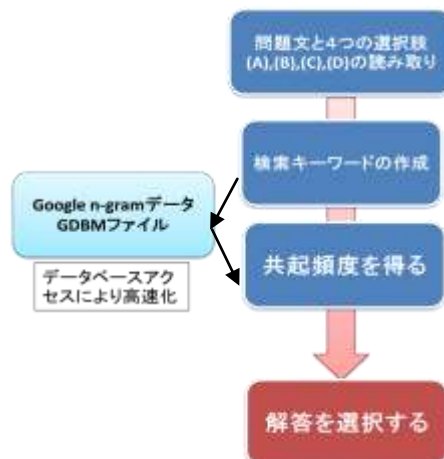 問題文と4つの選択肢
(A),(B),(C),(D)の読み取り
検索キーワードの作成
Google n-gramデータ
GDBMファイル
データベースアク
セスにより高速化
共起頻度を得る
解答を選択する